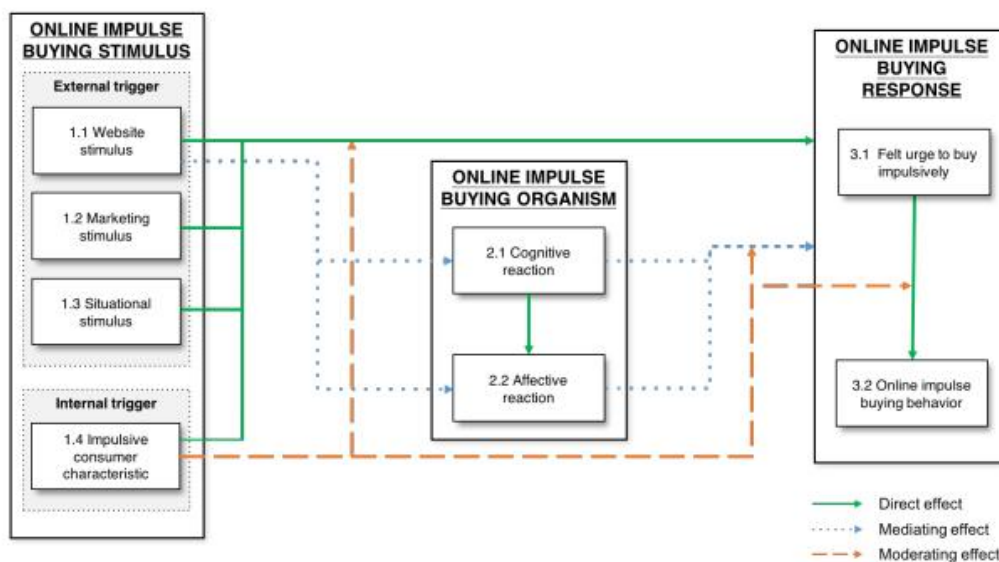 ONLINE IMPULSE
BUYING STIMULUS
External trigger
1.1 Website
stimulus
1.2 Marketing
stimulus
1.3 Situational
stimulus
Internal trigger
1.4 Impulsive
consumer
characteristic
ONLINE IMPULSE
BUYING ORGANISM
2.1 Cognitive
reaction
2.2 Affective
reaction
ONLINE IMPULSE
BUYING
RESPONSE
3.1 Felt urge to buy
impulsively
3.2 Online impulse
buying behavior
Direct effect
Mediating effect
Moderating effect